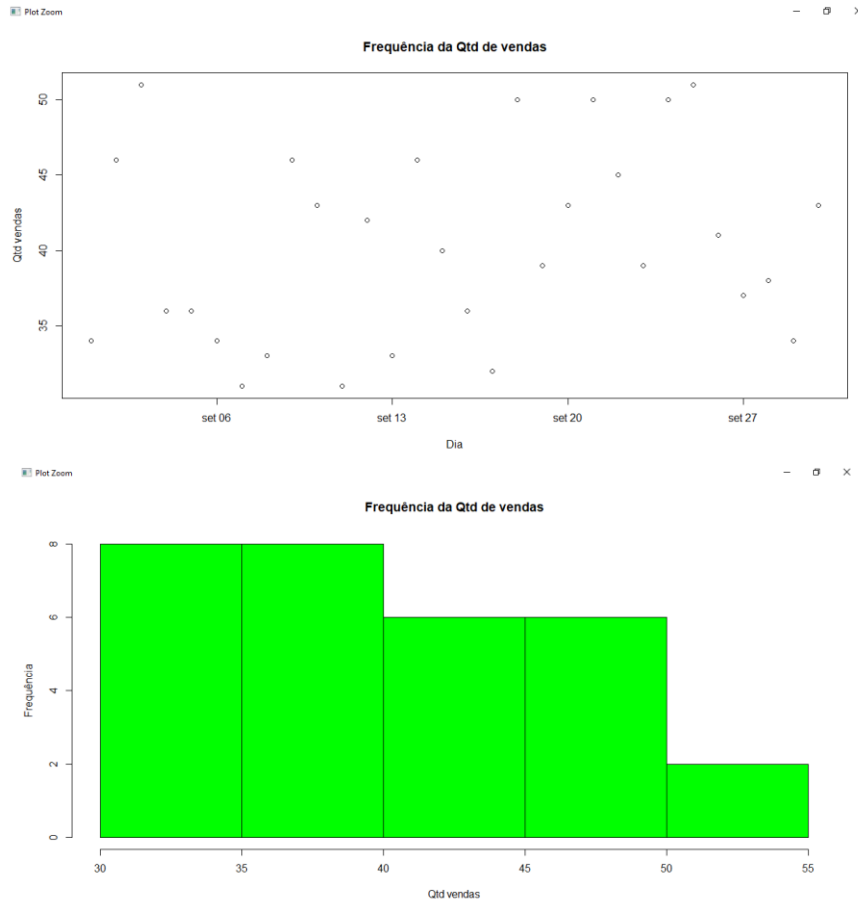 Plot Zoom
Frequência da Qtd de vendas
50
45
40
35
Qtd vendas
set 06 set 13 set 20 set 27
Dia
Plot Zoom
Frequência da Qtd de vendas
8
6
4
2
0
Frequência
30 35 40 45 50 55
Qtd vendas